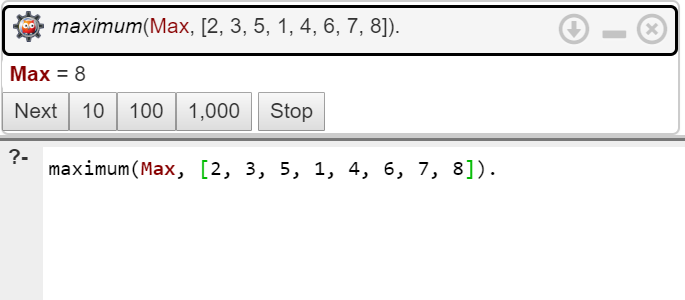 maximum(Max, [2, 3, 5, 1, 4, 6, 7, 8]).
Max = 8
Next 10 100 1,000 Stop
?- maximum(Max, [2, 3, 5, 1, 4, 6, 7, 8]).